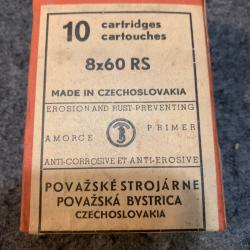 10 cartridges
cartouches
8x60 RS
MADE IN CZECHOSLOVAKIA
EROSION AND RUST-PREVENTING
AMORCE PRIMER
ANTI-CORROSIVE ET ANTI-EROSIVE
POVAŽSKÉ STROJÁRNE
POVAŽSKÁ BYSTRICA
CZECHOSLOVAKIA